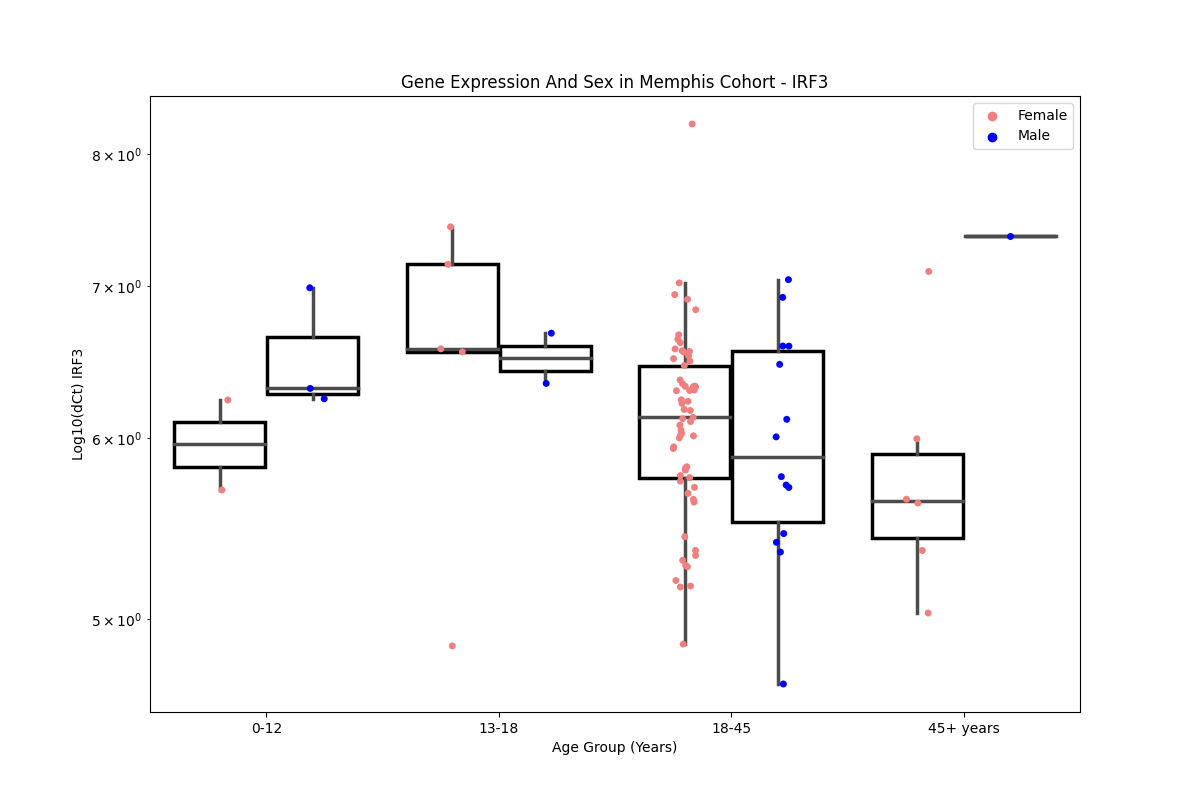 Gene Expression And Sex in Memphis Cohort - IRF3
Female
Male
8 × 10⁰
7 × 10⁰
6 × 10⁰
5 × 10⁰
Log10(dCt) IRF3
0-12
13-18
18-45
45+ years
Age Group (Years)